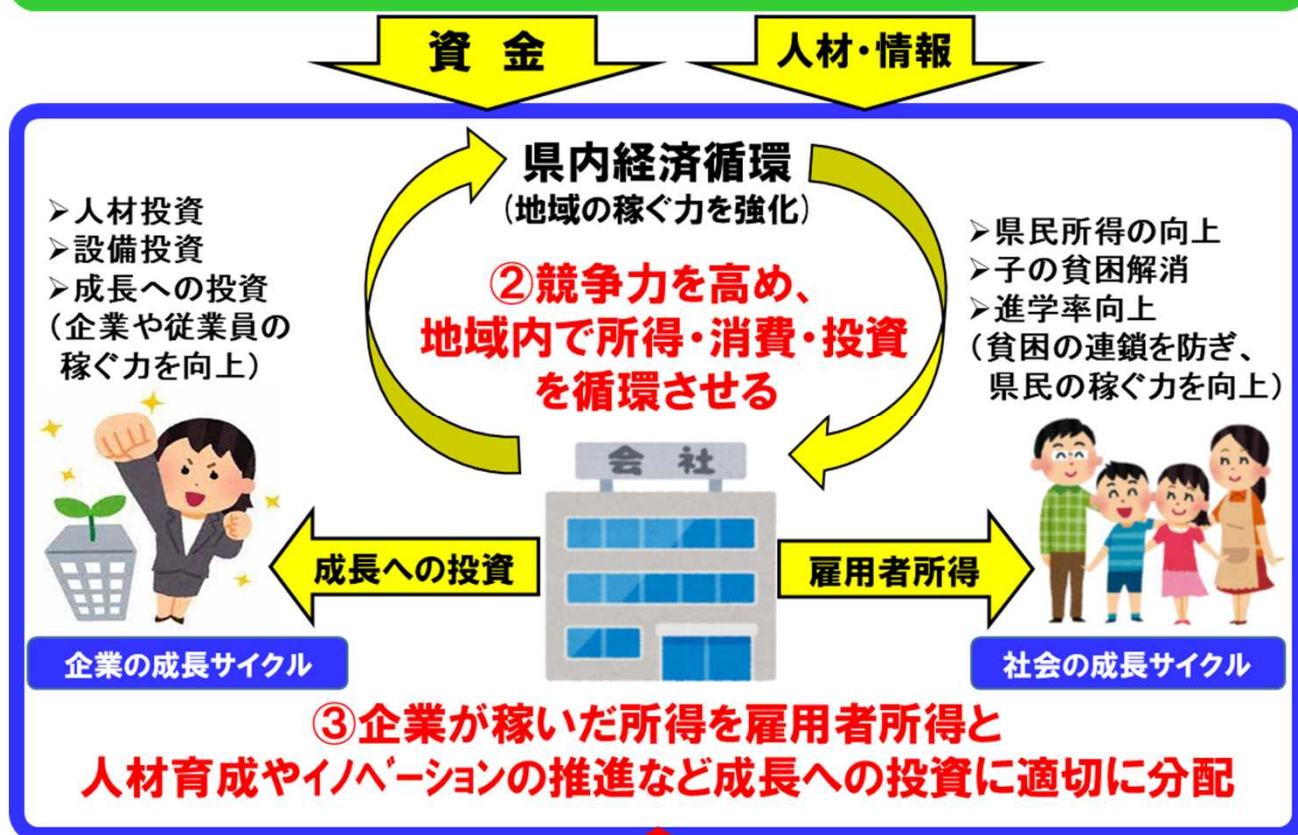 資金
人材・情報
県内経済循環
(地域の稼ぐ力を強化)
②競争力を高め、
地域内で所得・消費・投資
を循環させる
➢人材投資
➢設備投資
➢成長への投資
(企業や従業員の
稼ぐ力を向上)
➢県民所得の向上
➢子の貧困解消
➢進学率向上
(貧困の連鎖を防ぎ、
県民の稼ぐ力を向上)
会社
成長への投資
雇用者所得
企業の成長サイクル
社会の成長サイクル
③企業が稼いだ所得を雇用者所得と
人材育成やイノベーションの推進など成長への投資に適切に分配